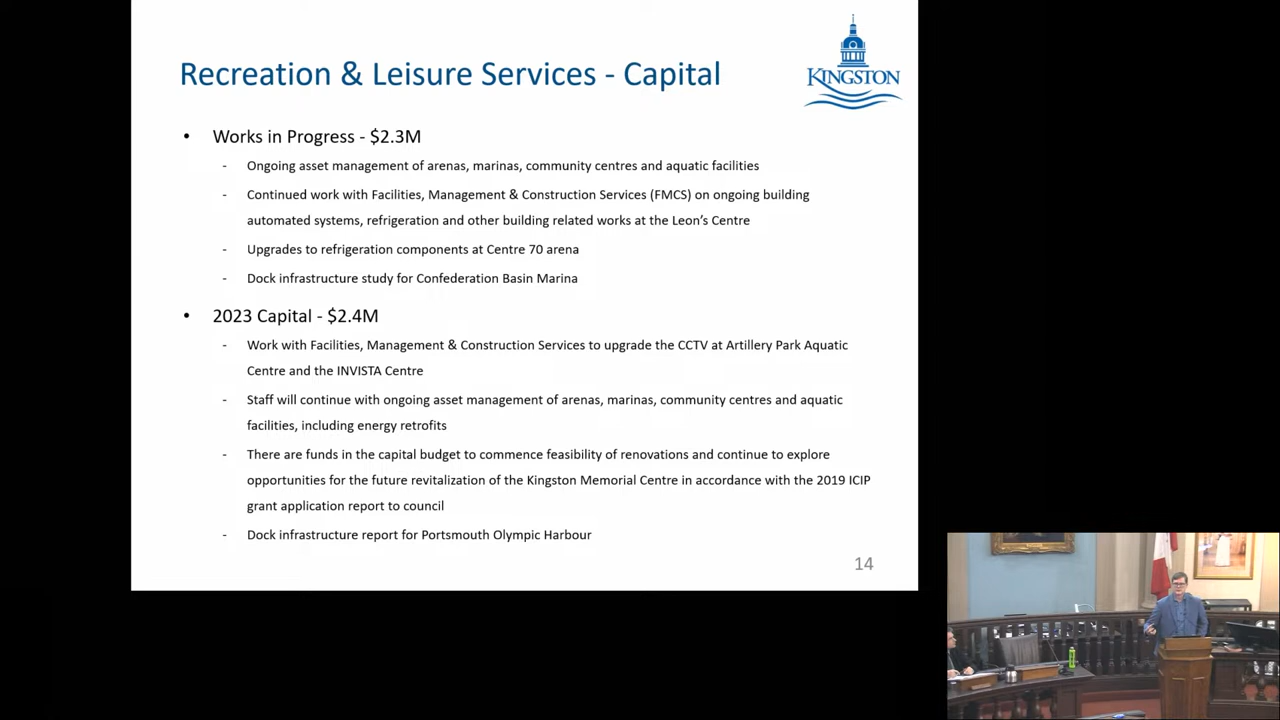 Recreation & Leisure Services - Capital
KINGSTON
• Works in Progress - $2.3M
- Ongoing asset management of arenas, marinas, community centres and aquatic facilities
- Continued work with Facilities, Management & Construction Services (FMCS) on ongoing building
automated systems, refrigeration and other building related works at the Leon's Centre
- Upgrades to refrigeration components at Centre 70 arena
- Dock infrastructure study for Confederation Basin Marina
• 2023 Capital - $2.4M
- Work with Facilities, Management & Construction Services to upgrade the CCTV at Artillery Park Aquatic
Centre and the INVISTA Centre
- Staff will continue with ongoing asset management of arenas, marinas, community centres and aquatic
facilities, including energy retrofits
- There are funds in the capital budget to commence feasibility of renovations and continue to explore
opportunities for the future revitalization of the Kingston Memorial Centre in accordance with the 2019 ICIP
grant application report to council
- Dock infrastructure report for Portsmouth Olympic Harbour
14